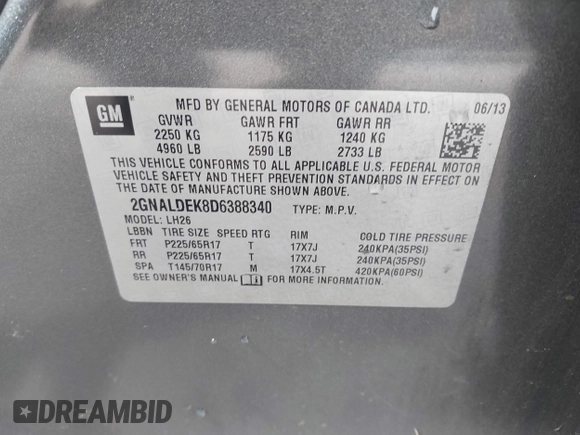 GM
MFD BY GENERAL MOTORS OF CANADA LTD. 06/13
GVWR GAWR FRT GAWR RR
2250 KG 1175 KG 1240 KG
4960 LB 2590 LB 2733 LB
THIS VEHICLE CONFORMS TO ALL APPLICABLE U.S. FEDERAL MOTOR
VEHICLE SAFETY AND THEFT PREVENTION STANDARDS IN EFFECT ON THE
DATE OF MANUFACTURE SHOWN ABOVE.
2GNALDEK8D6388340 TYPE: M.P.V.
MODEL: LH26
LBBN TIRE SIZE SPEED RTG RIM COLD TIRE PRESSURE
FRT P225/65R17 T 17X7J 240KPA(35PSI)
RR P225/65R17 T 17X7J 240KPA(35PSI)
SPA T145/70R17 M 17X4.5T 420KPA(60PSI)
SEE OWNER'S MANUAL FOR MORE INFORMATION.
DREAMBID